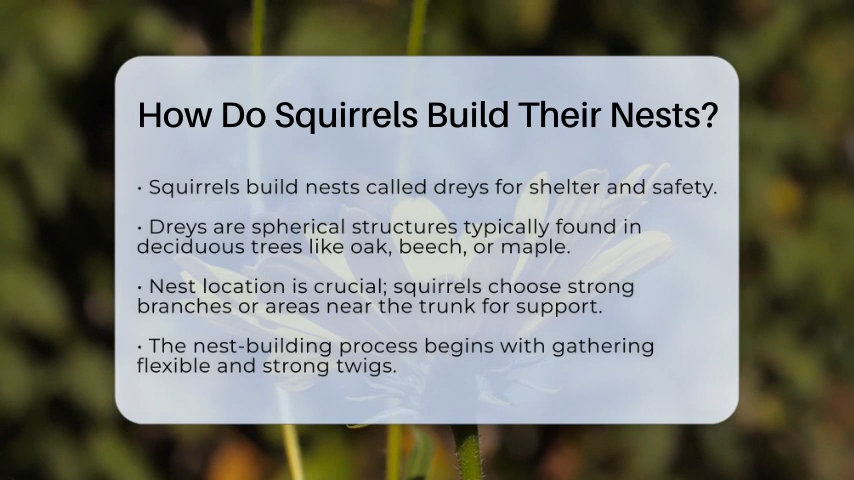 How Do Squirrels Build Their Nests?
• Squirrels build nests called dreys for shelter and safety.
• Dreys are spherical structures typically found in
deciduous trees like oak, beech, or maple.
• Nest location is crucial; squirrels choose strong
branches or areas near the trunk for support.
• The nest-building process begins with gathering
flexible and strong twigs.